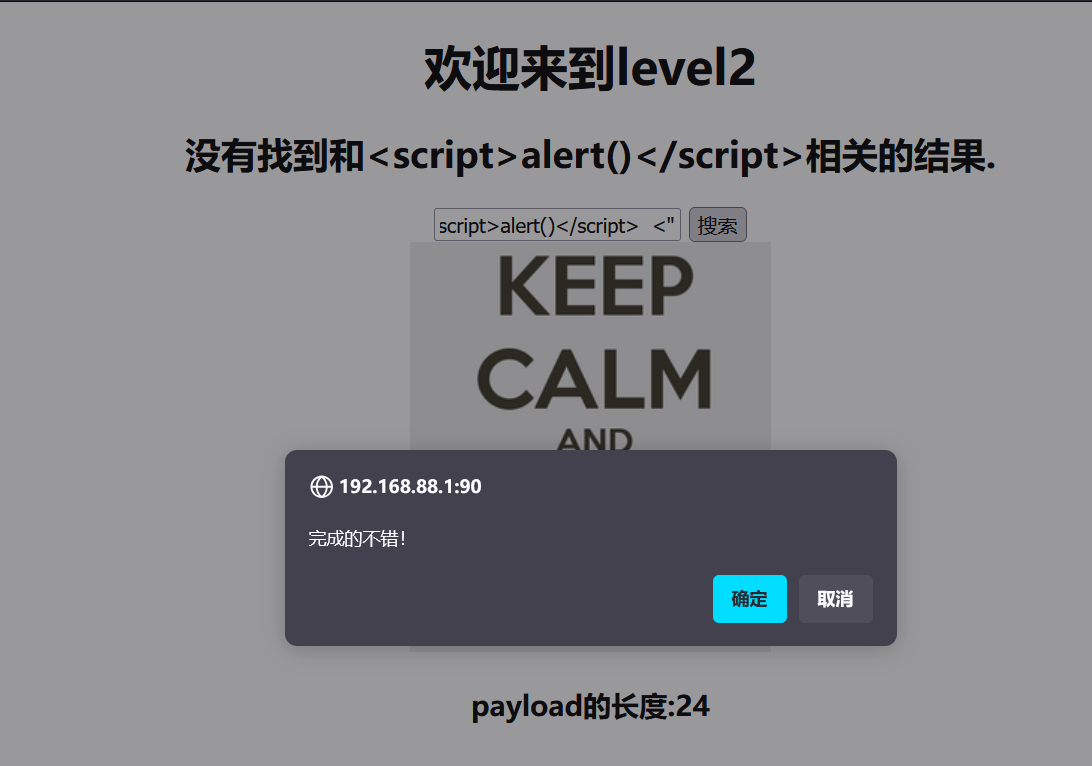 欢迎来到level2
没有找到和<script>alert()</script>相关的结果.
script>alert()</script>  <" 搜索
KEEP
CALM
AND
192.168.88.1:90
完成的不错!
确定 取消
payload的长度:24